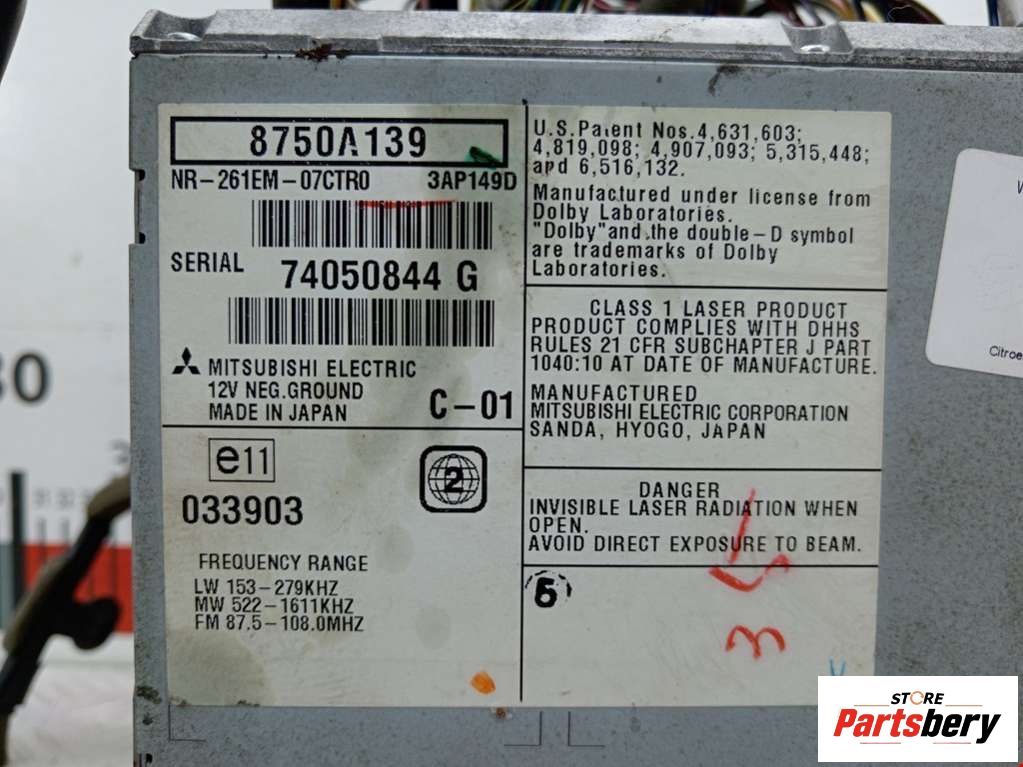 8750A139
NR-261EM-07CTR0 3AP149D
SERIAL 74050844 G
MITSUBISHI ELECTRIC
12V NEG.GROUND
MADE IN JAPAN C-01
e11
2
033903
FREQUENCY RANGE
LW 153-279KHZ
MW 522-1611KHZ
FM 87.5-108.0MHZ
U.S.Patent Nos.4,631,603;
4,819,098; 4,907,093; 5,315,448;
and 6,516,132.
Manufactured under license from
Dolby Laboratories.
"Dolby"and the double-D symbol
are trademarks of Dolby
Laboratories.
CLASS 1 LASER PRODUCT
PRODUCT COMPLIES WITH DHHS
RULES 21 CFR SUBCHAPTER J PART
1040:10 AT DATE OF MANUFACTURE.
MANUFACTURED
MITSUBISHI ELECTRIC CORPORATION
SANDA, HYOGO, JAPAN
DANGER
INVISIBLE LASER RADIATION WHEN
OPEN.
AVOID DIRECT EXPOSURE TO BEAM.
6
3
Citroe
STORE
Partsbery